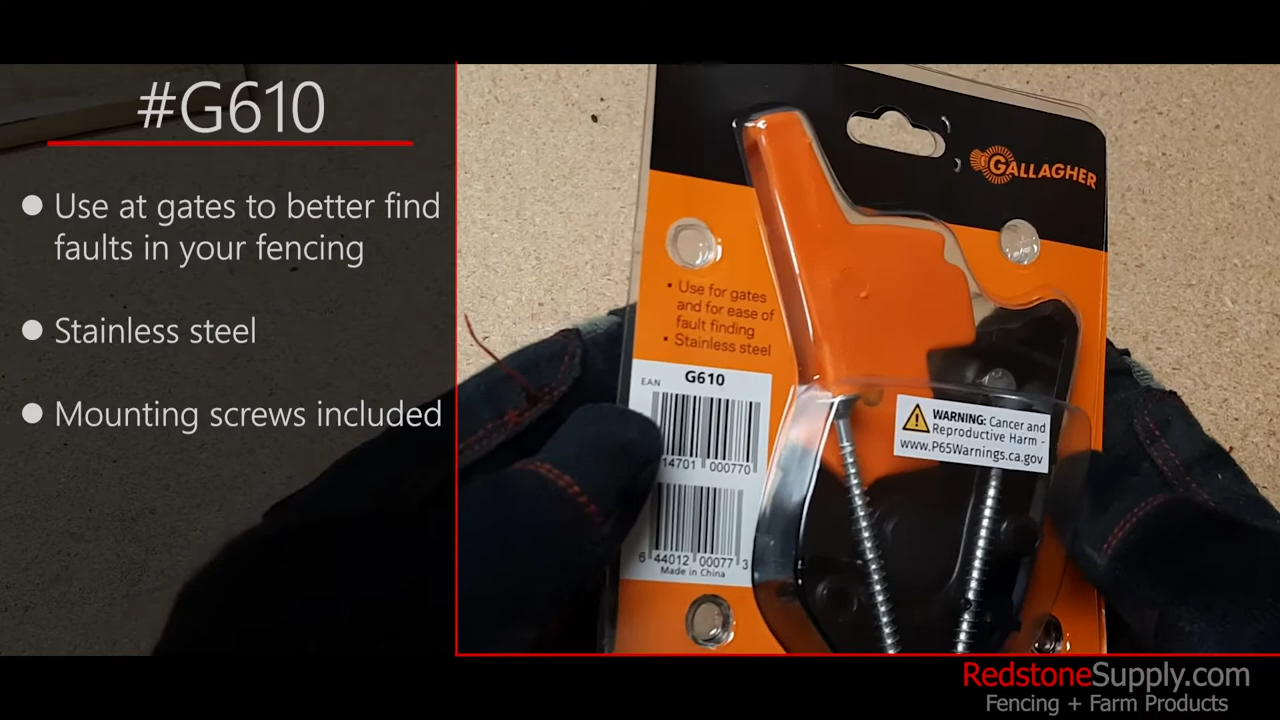 #G610
● Use at gates to better find
faults in your fencing
● Stainless steel
● Mounting screws included
GALLAGHER
• Use for gates
and for ease of
fault finding
• Stainless steel
EAN
G610
14701 000770
6 44012 00077 3
Made in China
WARNING: Cancer and
Reproductive Harm -
www.P65Warnings.ca.gov
RedstoneSupply.com
Fencing + Farm Products